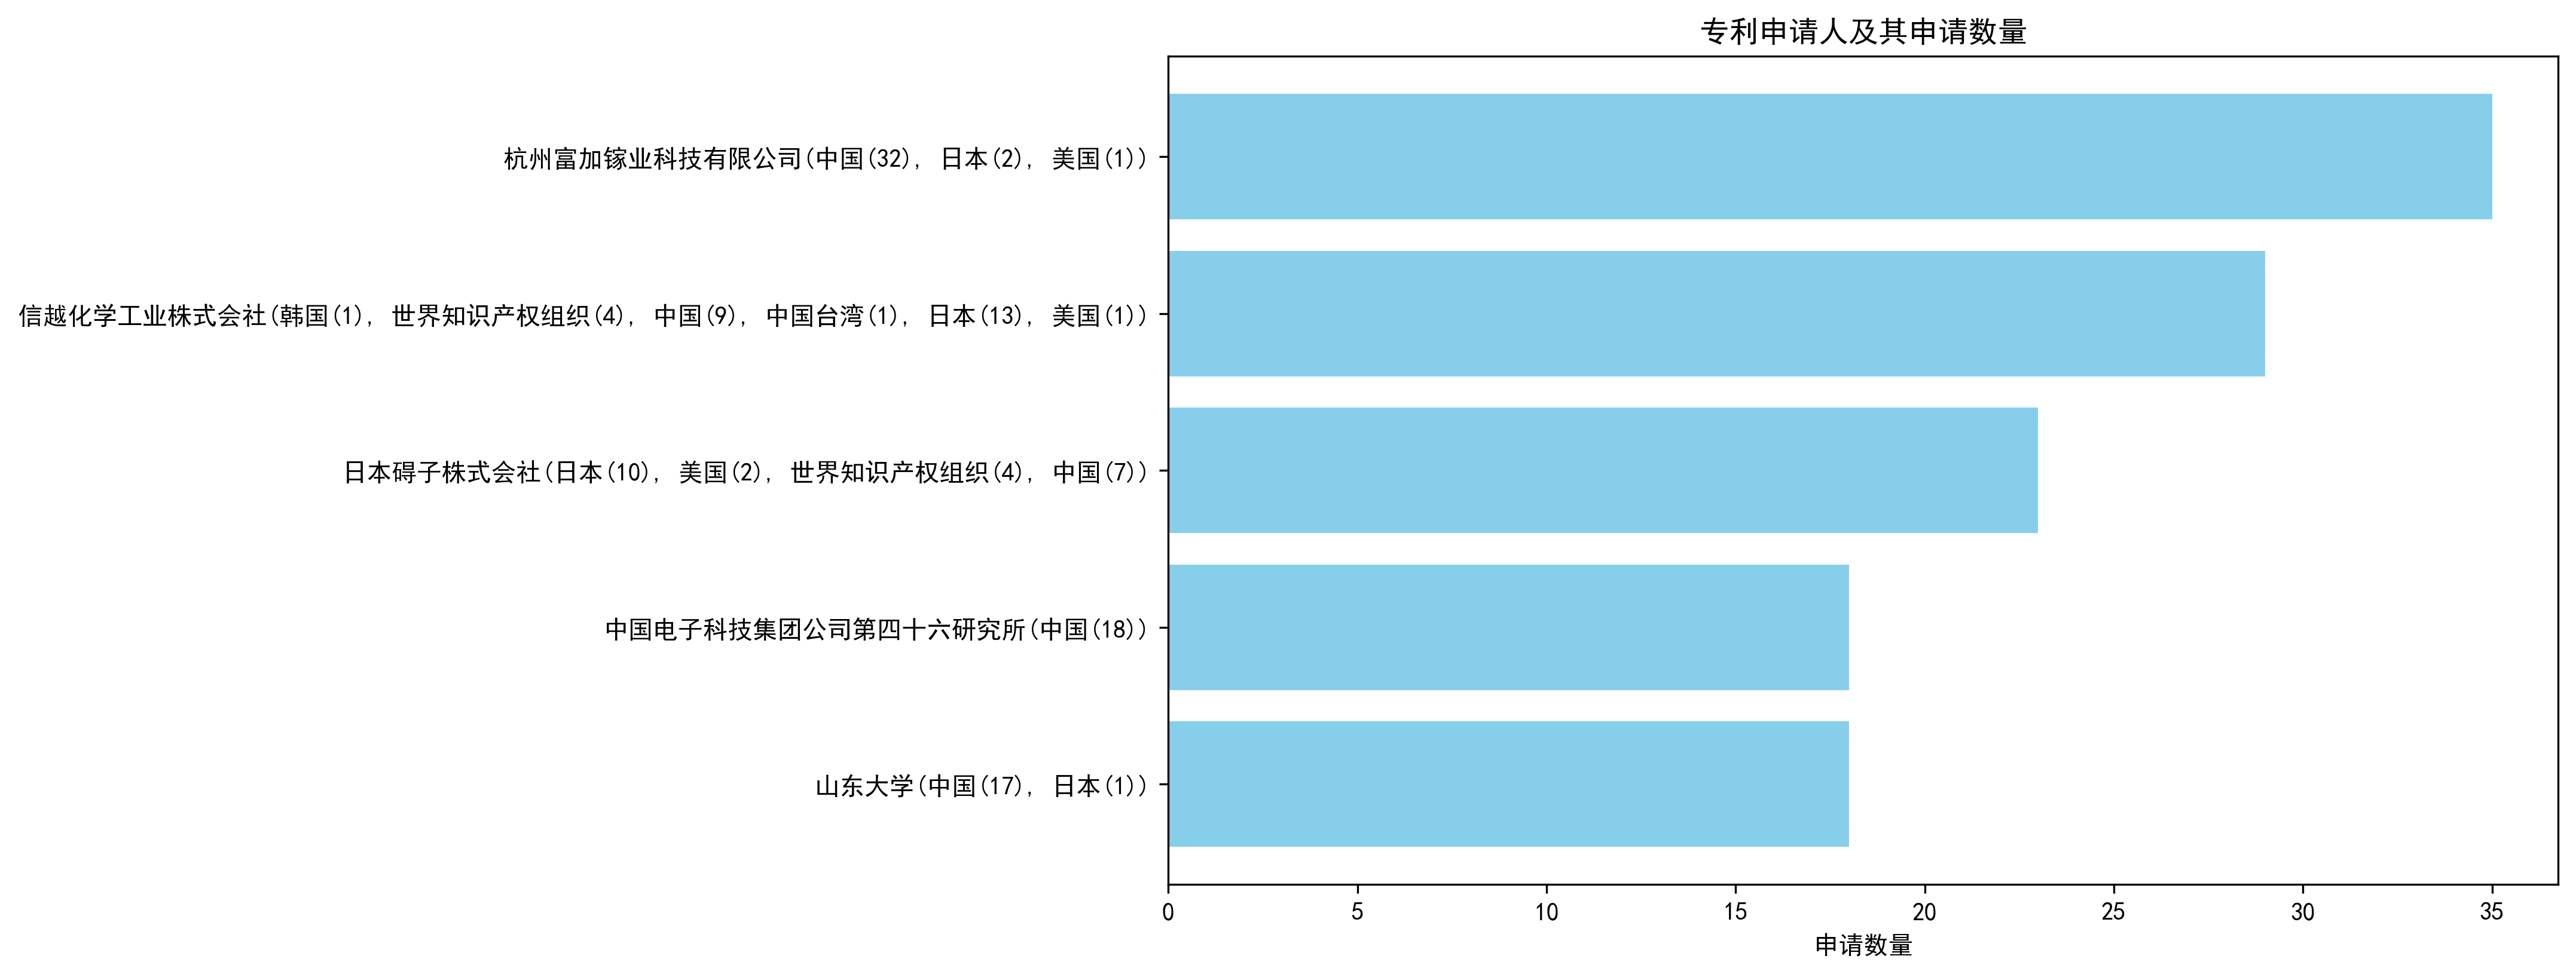 专利申请人及其申请数量
杭州富加镓业科技有限公司(中国(32), 日本(2), 美国(1))
信越化学工业株式会社(韩国(1), 世界知识产权组织(4), 中国(9), 中国台湾(1), 日本(13), 美国(1))
日本碍子株式会社(日本(10), 美国(2), 世界知识产权组织(4), 中国(7))
中国电子科技集团公司第四十六研究所(中国(18))
山东大学(中国(17), 日本(1))
0 5 10 15 20 25 30 35
申请数量